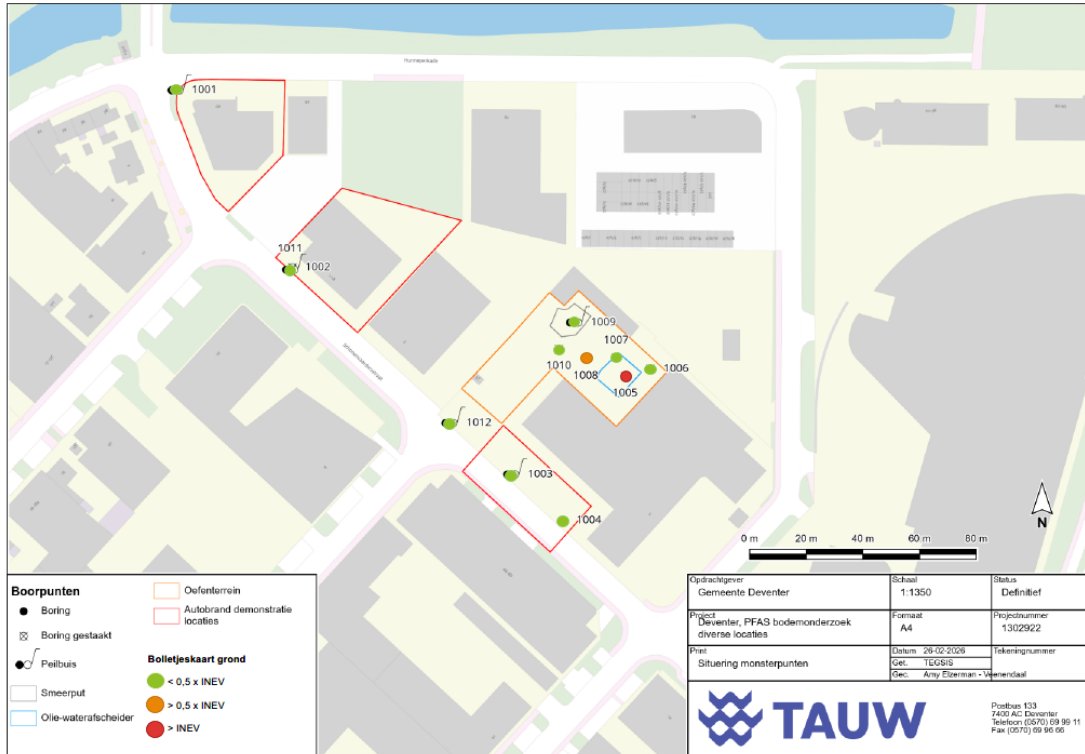 Hunneperkade
1001
1011
1002
1009
1007
1010
1008
1006
1005
1012
1003
1004
N
0 m 20 m 40 m 60 m 80 m
Boorpunten
Boring
Boring gestaakt
Peilbuis
Smeerput
Olie-waterafscheider
Oefenterrein
Autobrand demonstratie
locaties
Bolletjeskaart grond
< 0,5 x INEV
> 0,5 x INEV
> INEV
Opdrachtgever
Gemeente Deventer
Schaal
1:1350
Status
Definitief
Project
Deventer, PFAS bodemonderzoek
diverse locaties
Formaat
A4
Projectnummer
1302922
Print
Situering monsterpunten
Datum 26-02-2026
Get. TEGSIS
Gec. Amy Elzerman - Veenendaal
Tekeningnummer
TAUW
Postbus 133
7400 AC Deventer
Telefoon (0570) 69 99 11
Fax (0570) 69 96 66